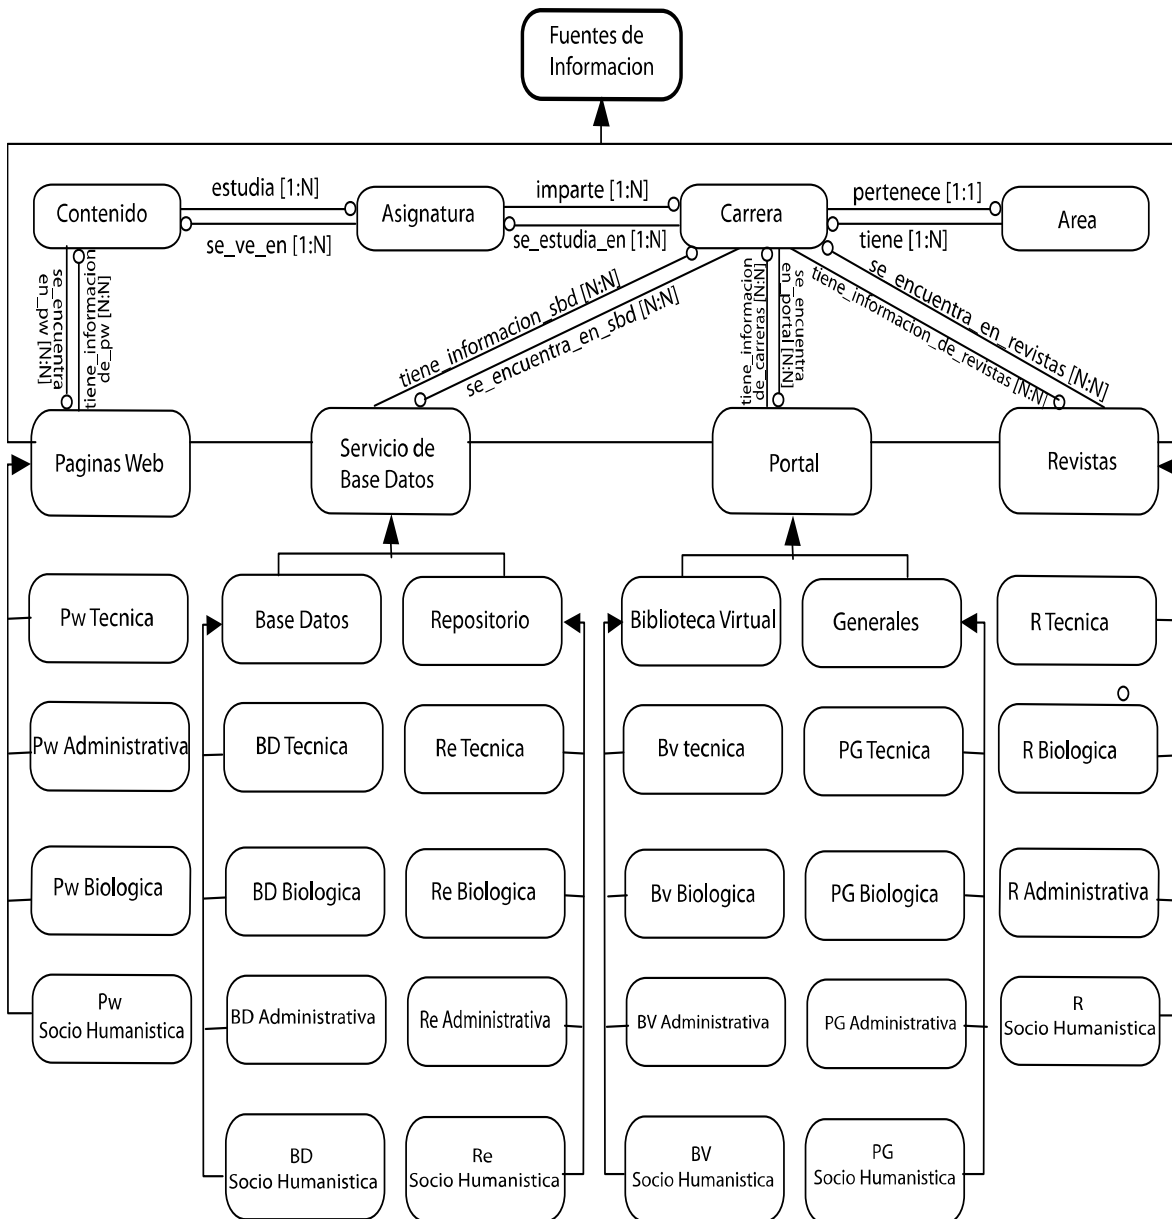 Fuentes de
Informacion
estudia [1:N]
imparte [1:N]
pertenece [1:1]
Contenido
Asignatura
Carrera
Area
se_ve_en [1:N]
se_estudia_en [1:N]
tiene [1:N]
se_encuentra
en_pw [N:N]
tiene_informacion
de_pw [N:N]
tiene_informacion_sbd [N:N]
se_encuentra_en_sbd [N:N]
tiene_informacion
de_carreras [N:N]
se_encuentra
en_portal [N:N]
se_encuentra_en_revistas [N:N]
tiene_informacion_de_revistas [N:N]
Paginas Web
Servicio de
Base Datos
Portal
Revistas
Pw Tecnica
Base Datos
Repositorio
Biblioteca Virtual
Generales
R Tecnica
Pw Administrativa
BD Tecnica
Re Tecnica
Bv tecnica
PG Tecnica
R Biologica
Pw Biologica
BD Biologica
Re Biologica
Bv Biologica
PG Biologica
R Administrativa
Pw
Socio Humanistica
BD Administrativa
Re Administrativa
BV Administrativa
PG Administrativa
R
Socio Humanistica
BD
Socio Humanistica
Re
Socio Humanistica
BV
Socio Humanistica
PG
Socio Humanistica